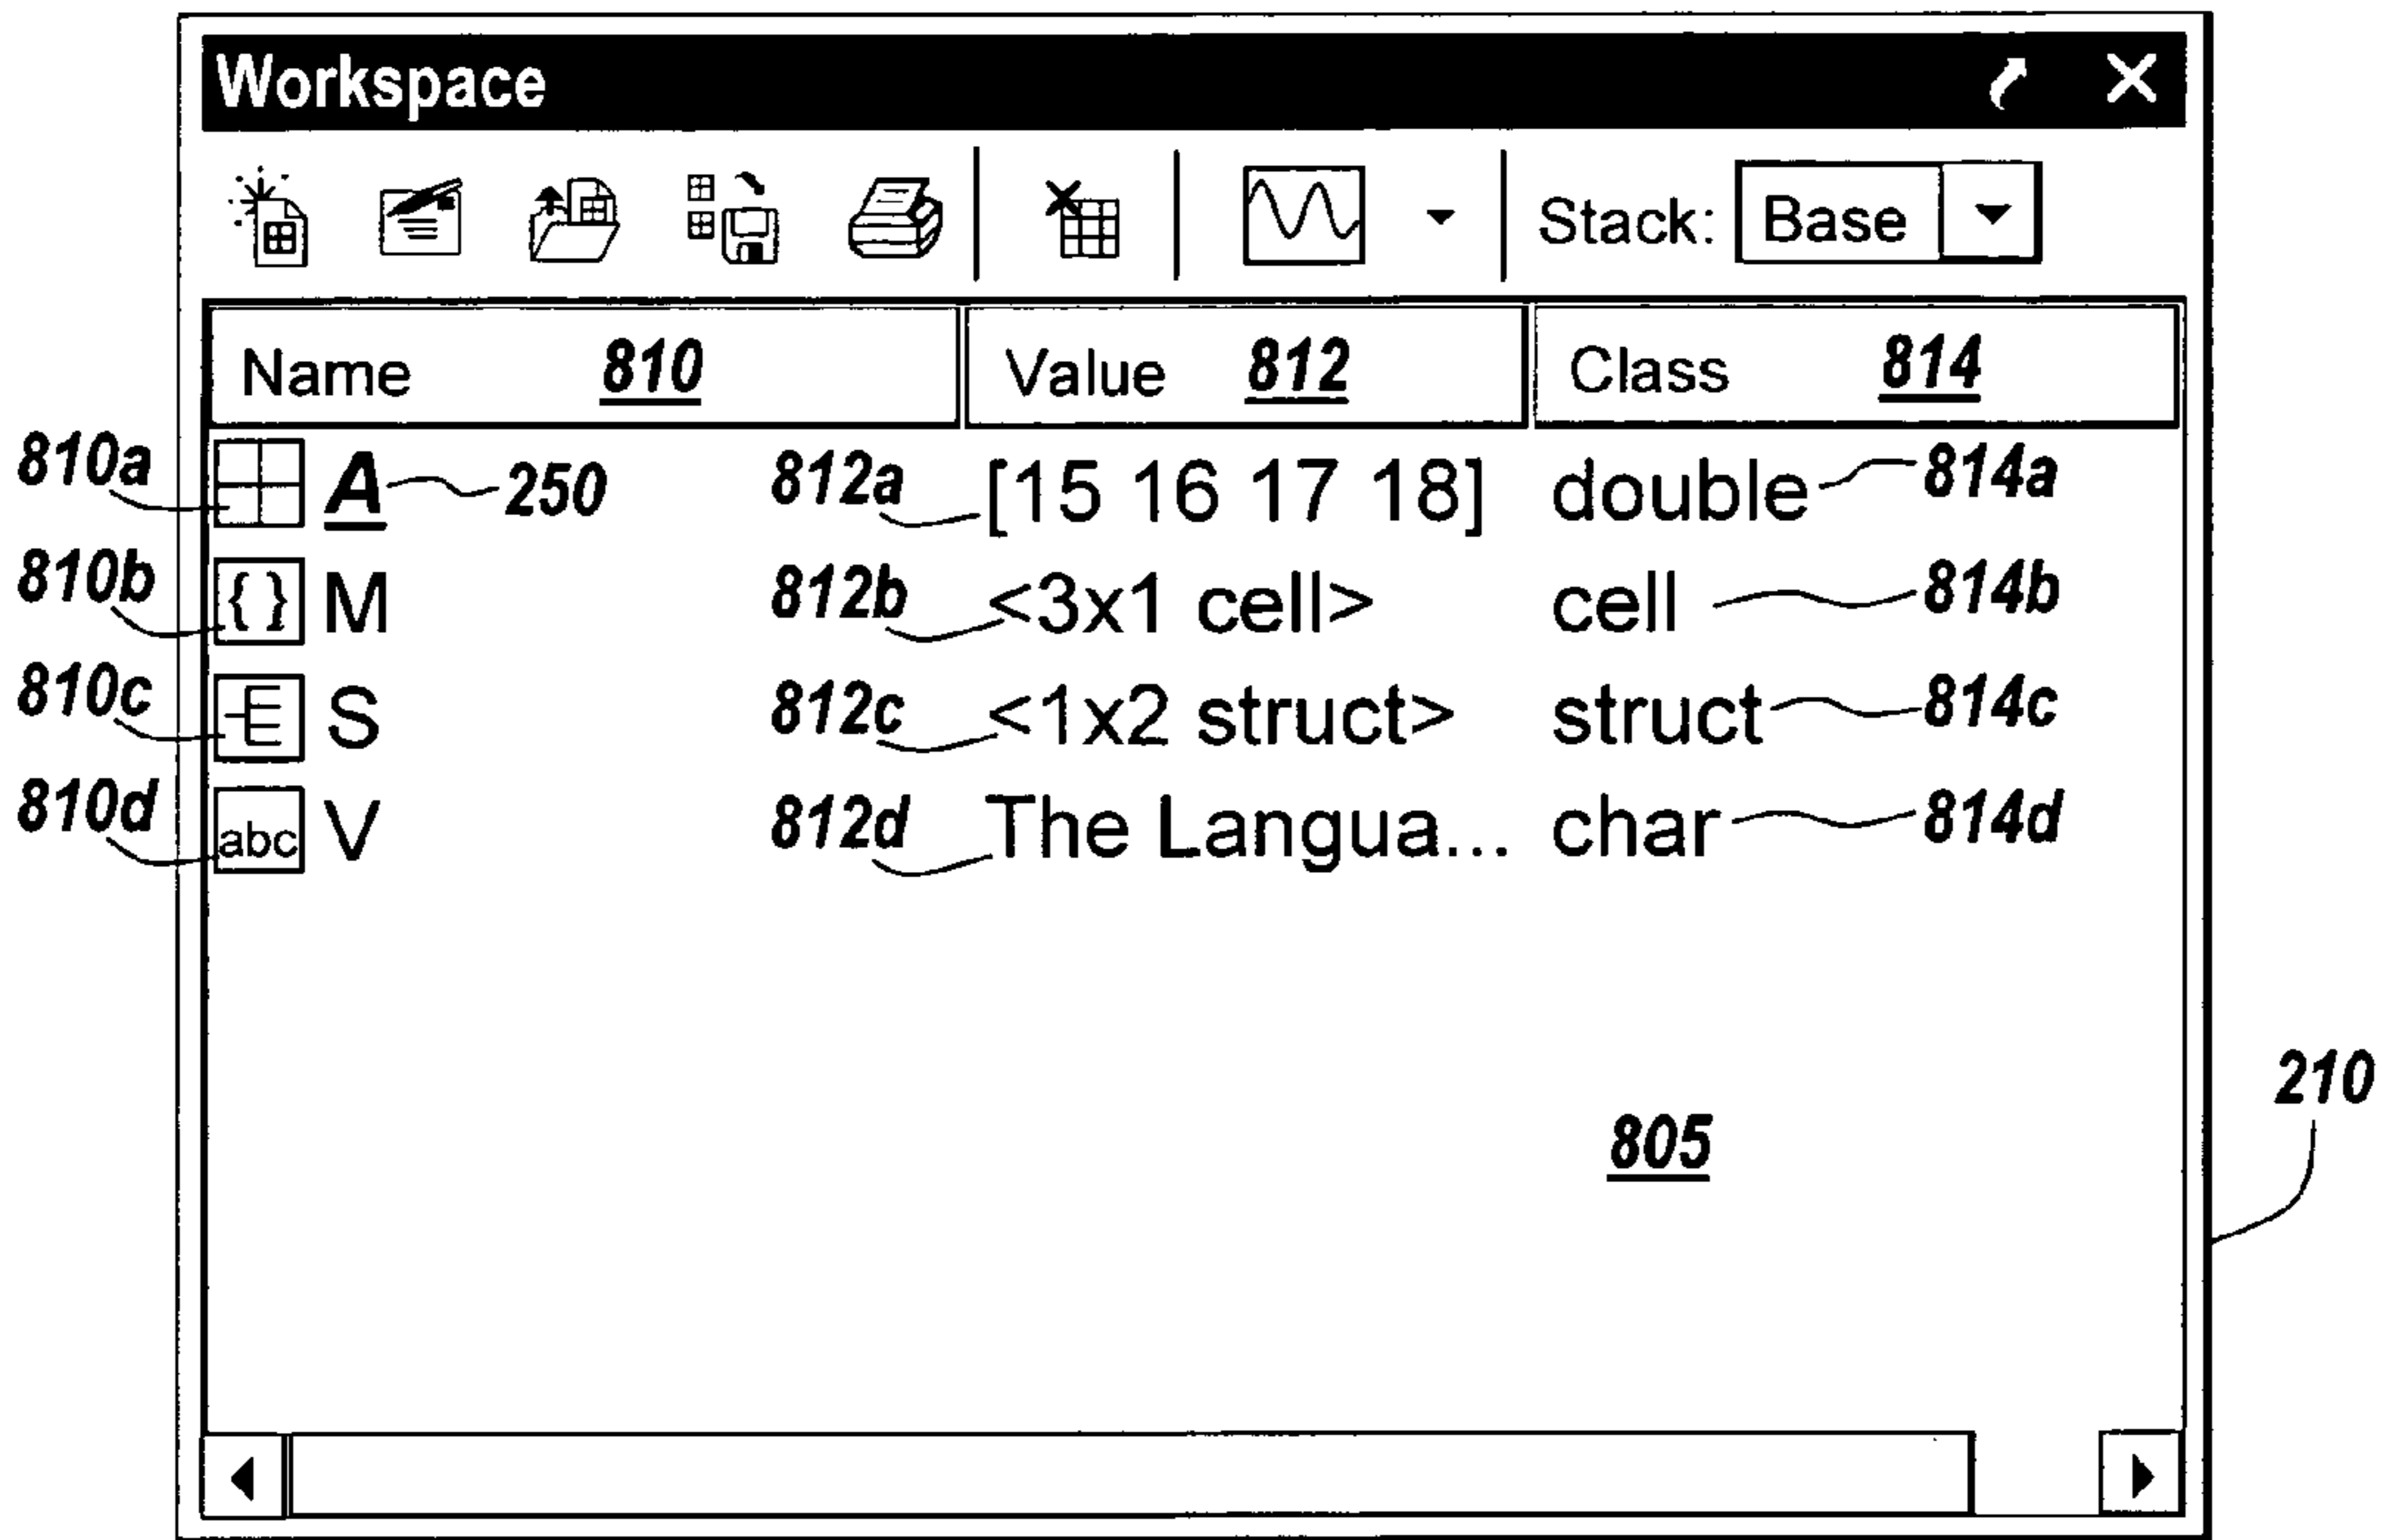 Workspace
Stack: Base
Name 810 Value 812 Class 814
810a A 250 812a [15 16 17 18] double 814a
810b {} M 812b <3x1 cell> cell 814b
810c S 812c <1x2 struct> struct 814c
810d abc V 812d The Langua... char 814d
210
805